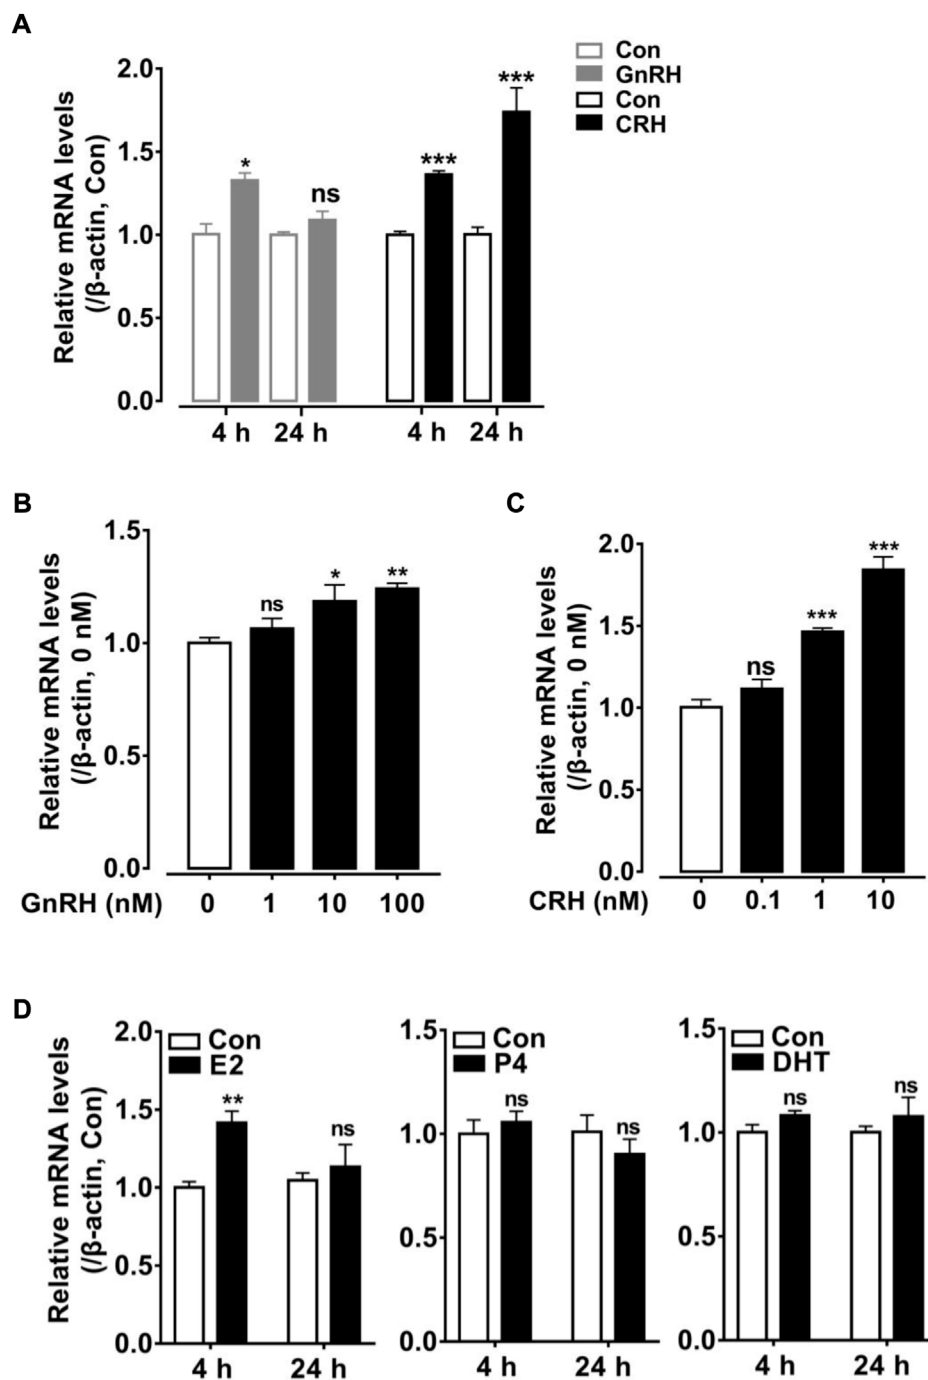 A
Con
GnRH
Con
CRH
Relative mRNA levels
(/β-actin, Con)
2.0
1.5
1.0
0.5
0.0
*
ns
***
***
4 h
24 h
4 h
24 h
B
Relative mRNA levels
(/β-actin, 0 nM)
1.5
1.0
0.5
0.0
ns
*
**
GnRH (nM)
0
1
10
100
C
Relative mRNA levels
(/β-actin, 0 nM)
2.0
1.5
1.0
0.5
0.0
ns
***
***
CRH (nM)
0
0.1
1
10
D
Relative mRNA levels
(/β-actin, Con)
2.0
1.5
1.0
0.5
0.0
Con
E2
**
ns
4 h
24 h
1.5
1.0
0.5
0.0
Con
P4
ns
ns
4 h
24 h
1.5
1.0
0.5
0.0
Con
DHT
ns
ns
4 h
24 h